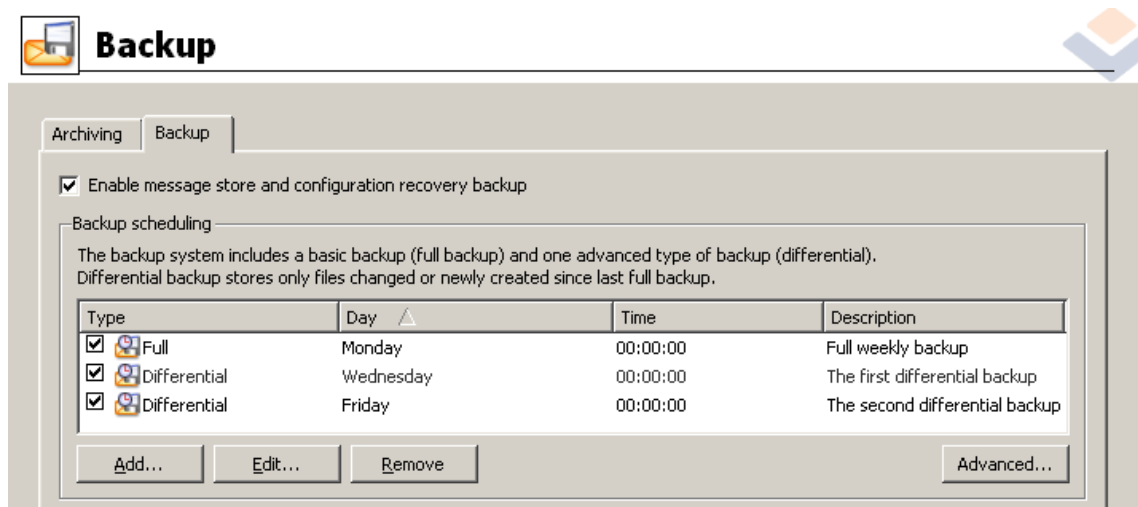 Backup
Archiving Backup
Enable message store and configuration recovery backup
Backup scheduling
The backup system includes a basic backup (full backup) and one advanced type of backup (differential).
Differential backup stores only files changed or newly created since last full backup.
Type Day Time Description
Full Monday 00:00:00 Full weekly backup
Differential Wednesday 00:00:00 The first differential backup
Differential Friday 00:00:00 The second differential backup
Add... Edit... Remove Advanced...